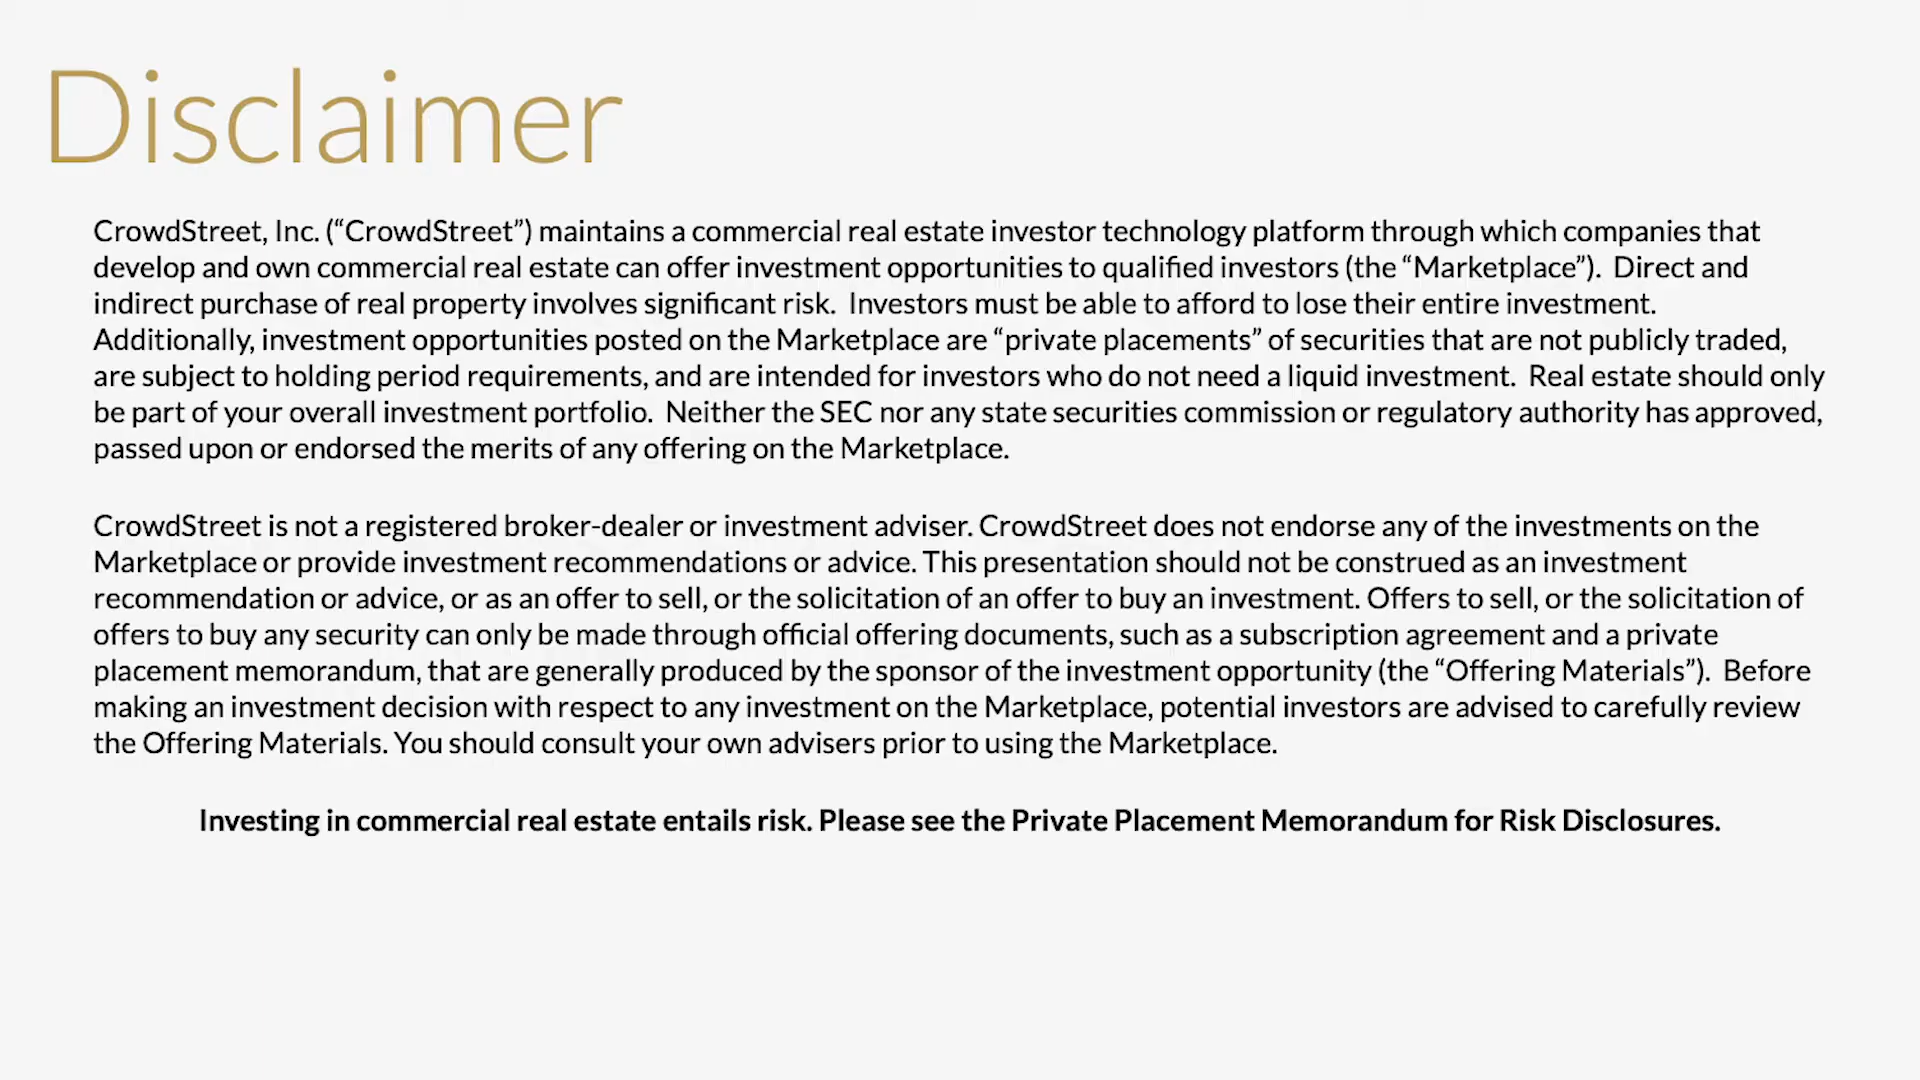 Disclaimer
CrowdStreet, Inc. (“CrowdStreet”) maintains a commercial real estate investor technology platform through which companies that
develop and own commercial real estate can offer investment opportunities to qualified investors (the “Marketplace”).  Direct and
indirect purchase of real property involves significant risk.  Investors must be able to afford to lose their entire investment.
Additionally, investment opportunities posted on the Marketplace are “private placements” of securities that are not publicly traded,
are subject to holding period requirements, and are intended for investors who do not need a liquid investment.  Real estate should only
be part of your overall investment portfolio.  Neither the SEC nor any state securities commission or regulatory authority has approved,
passed upon or endorsed the merits of any offering on the Marketplace.
CrowdStreet is not a registered broker-dealer or investment adviser. CrowdStreet does not endorse any of the investments on the
Marketplace or provide investment recommendations or advice. This presentation should not be construed as an investment
recommendation or advice, or as an offer to sell, or the solicitation of an offer to buy an investment. Offers to sell, or the solicitation of
offers to buy any security can only be made through official offering documents, such as a subscription agreement and a private
placement memorandum, that are generally produced by the sponsor of the investment opportunity (the “Offering Materials”).  Before
making an investment decision with respect to any investment on the Marketplace, potential investors are advised to carefully review
the Offering Materials. You should consult your own advisers prior to using the Marketplace.
Investing in commercial real estate entails risk. Please see the Private Placement Memorandum for Risk Disclosures.